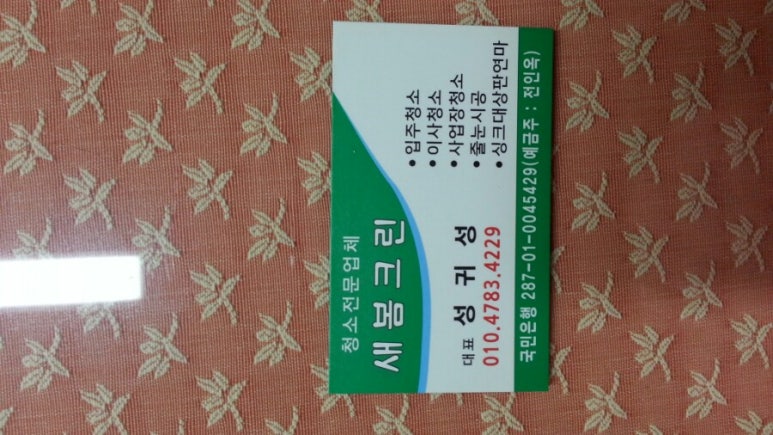 청소전문업체
새봄크린
• 입주청소
• 이사청소
• 사업장청소
• 줄눈시공
• 싱크대상판연마
대표 성 귀 성
010.4783.4229
국민은행 287-01-0045429(예금주 : 전인옥)